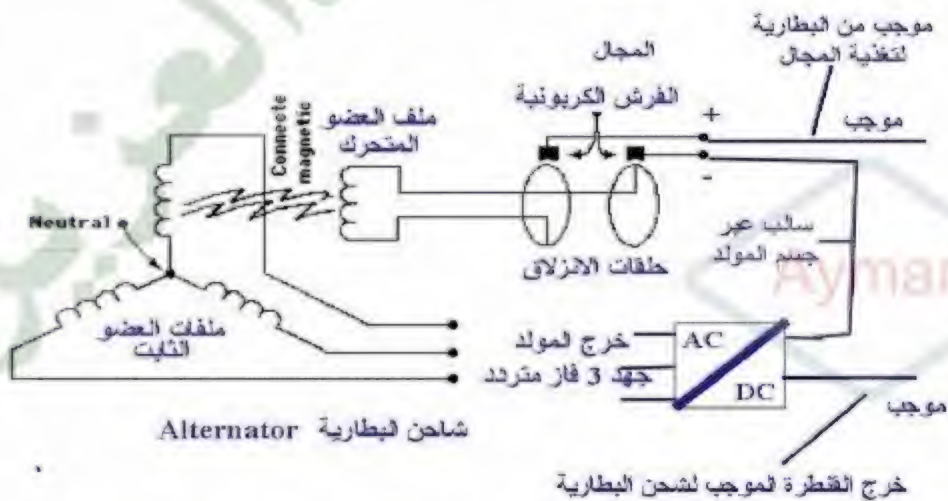 موجب من البطارية
لتغذية المجال
المجال
الفرش الكربونية
+
موجب
-
Connecte
magnetic
ملف العضو
المتحرك
Neutral
سالب عبر
جسم المولد
حلقات الانزلاق
Ayma
ملفات العضو
الثابت
خرج المولد
جهد 3 فاز متردد
AC
DC
موجب
شاحن البطارية Alternator
خرج القنطرة الموجب لشحن البطارية